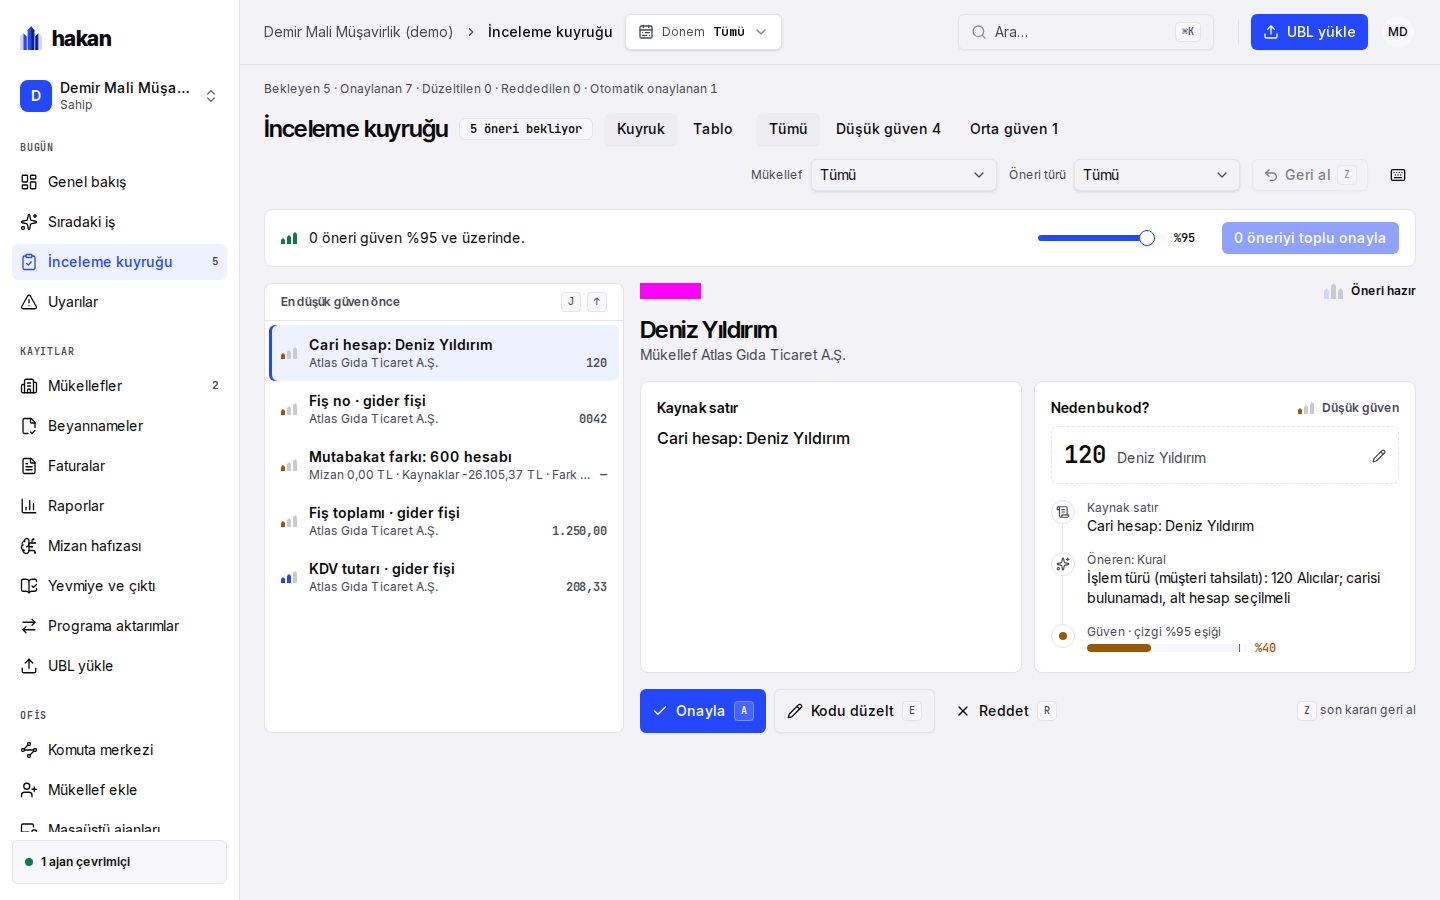 hakan
Demir Mali Müşavirlik (demo)
İnceleme kuyruğu
Dönem Tümü
Ara…
⌘K
UBL yükle
MD
D
Demir Mali Müşa…
Sahip
BUGÜN
Genel bakış
Sıradaki iş
İnceleme kuyruğu 5
Uyarılar
KAYITLAR
Mükellefler 2
Beyannameler
Faturalar
Raporlar
Mizan hafızası
Yevmiye ve çıktı
Programa aktarımlar
UBL yükle
OFİS
Komuta merkezi
Mükellef ekle
Masaüstü ajanları
1 ajan çevrimiçi
Bekleyen 5 · Onaylanan 7 · Düzeltilen 0 · Reddedilen 0 · Otomatik onaylanan 1
İnceleme kuyruğu
5 öneri bekliyor
Kuyruk Tablo
Tümü Düşük güven 4 Orta güven 1
Mükellef Tümü
Öneri türü Tümü
Geri al Z
0 öneri güven %95 ve üzerinde.
%95
0 öneriyi toplu onayla
En düşük güven önce J ↑
Cari hesap: Deniz Yıldırım
Atlas Gıda Ticaret A.Ş. 120
Fiş no · gider fişi
Atlas Gıda Ticaret A.Ş. 0042
Mutabakat farkı: 600 hesabı
Mizan 0,00 TL · Kaynaklar -26.105,37 TL · Fark … —
Fiş toplamı · gider fişi
Atlas Gıda Ticaret A.Ş. 1.250,00
KDV tutarı · gider fişi
Atlas Gıda Ticaret A.Ş. 208,33
Öneri hazır
Deniz Yıldırım
Mükellef Atlas Gıda Ticaret A.Ş.
Kaynak satır
Cari hesap: Deniz Yıldırım
Neden bu kod?
Düşük güven
120 Deniz Yıldırım
Kaynak satır
Cari hesap: Deniz Yıldırım
Öneren: Kural
İşlem türü (müşteri tahsilatı): 120 Alıcılar; carisi
bulunamadı, alt hesap seçilmeli
Güven · çizgi %95 eşiği
%40
Onayla A
Kodu düzelt E
Reddet R
Z son kararı geri al